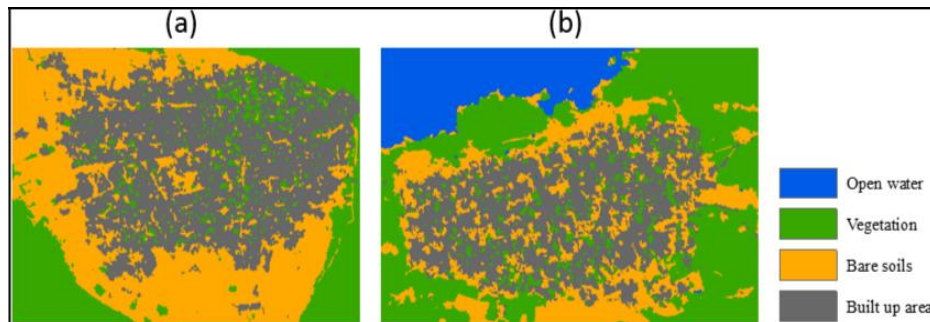 (a)
(b)
Open water
Vegetation
Bare soils
Built up area